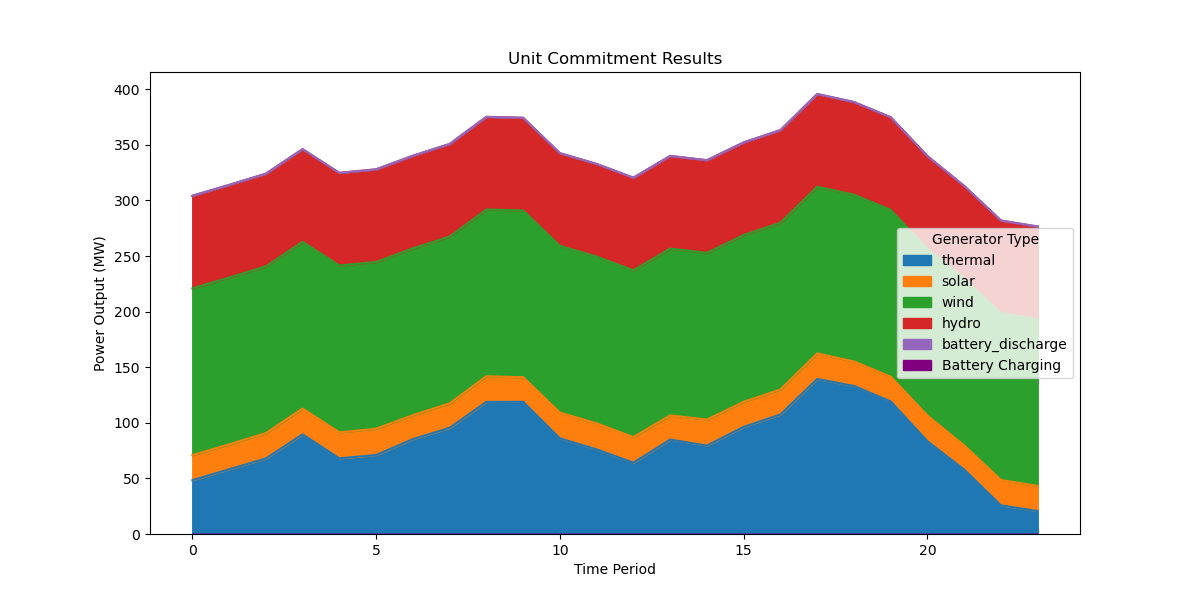 Unit Commitment Results
Power Output (MW)
400
350
300
250
200
150
100
50
0
0 5 10 15 20
Time Period
Generator Type
thermal
solar
wind
hydro
battery_discharge
Battery Charging